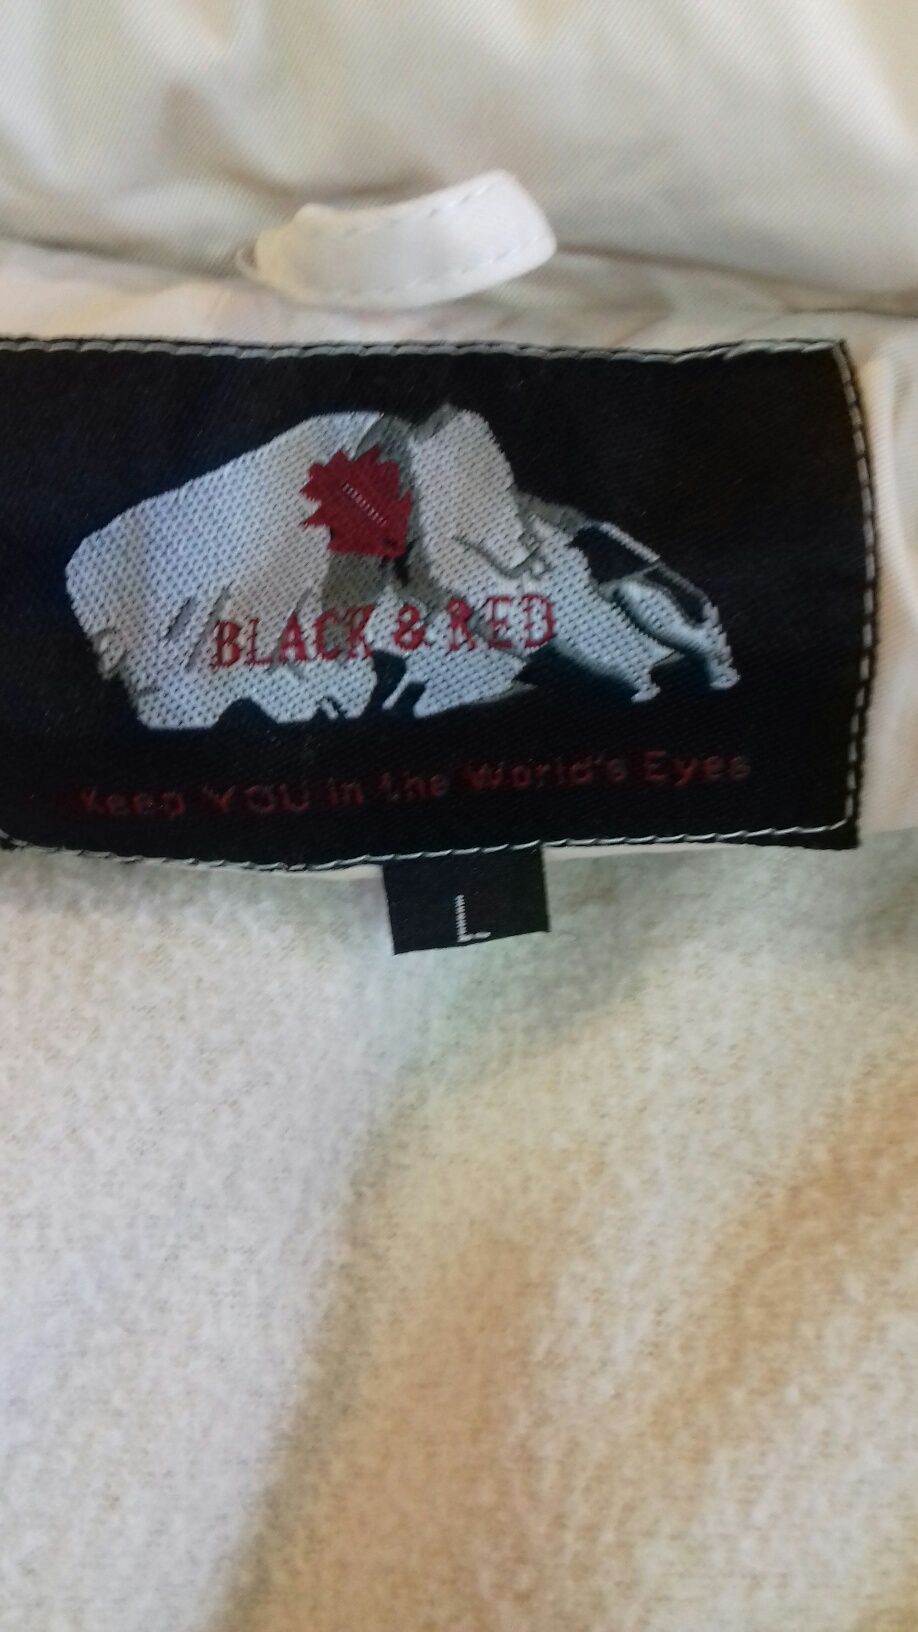 BLACK & RED
Keep YOU in the World's Eyes
L